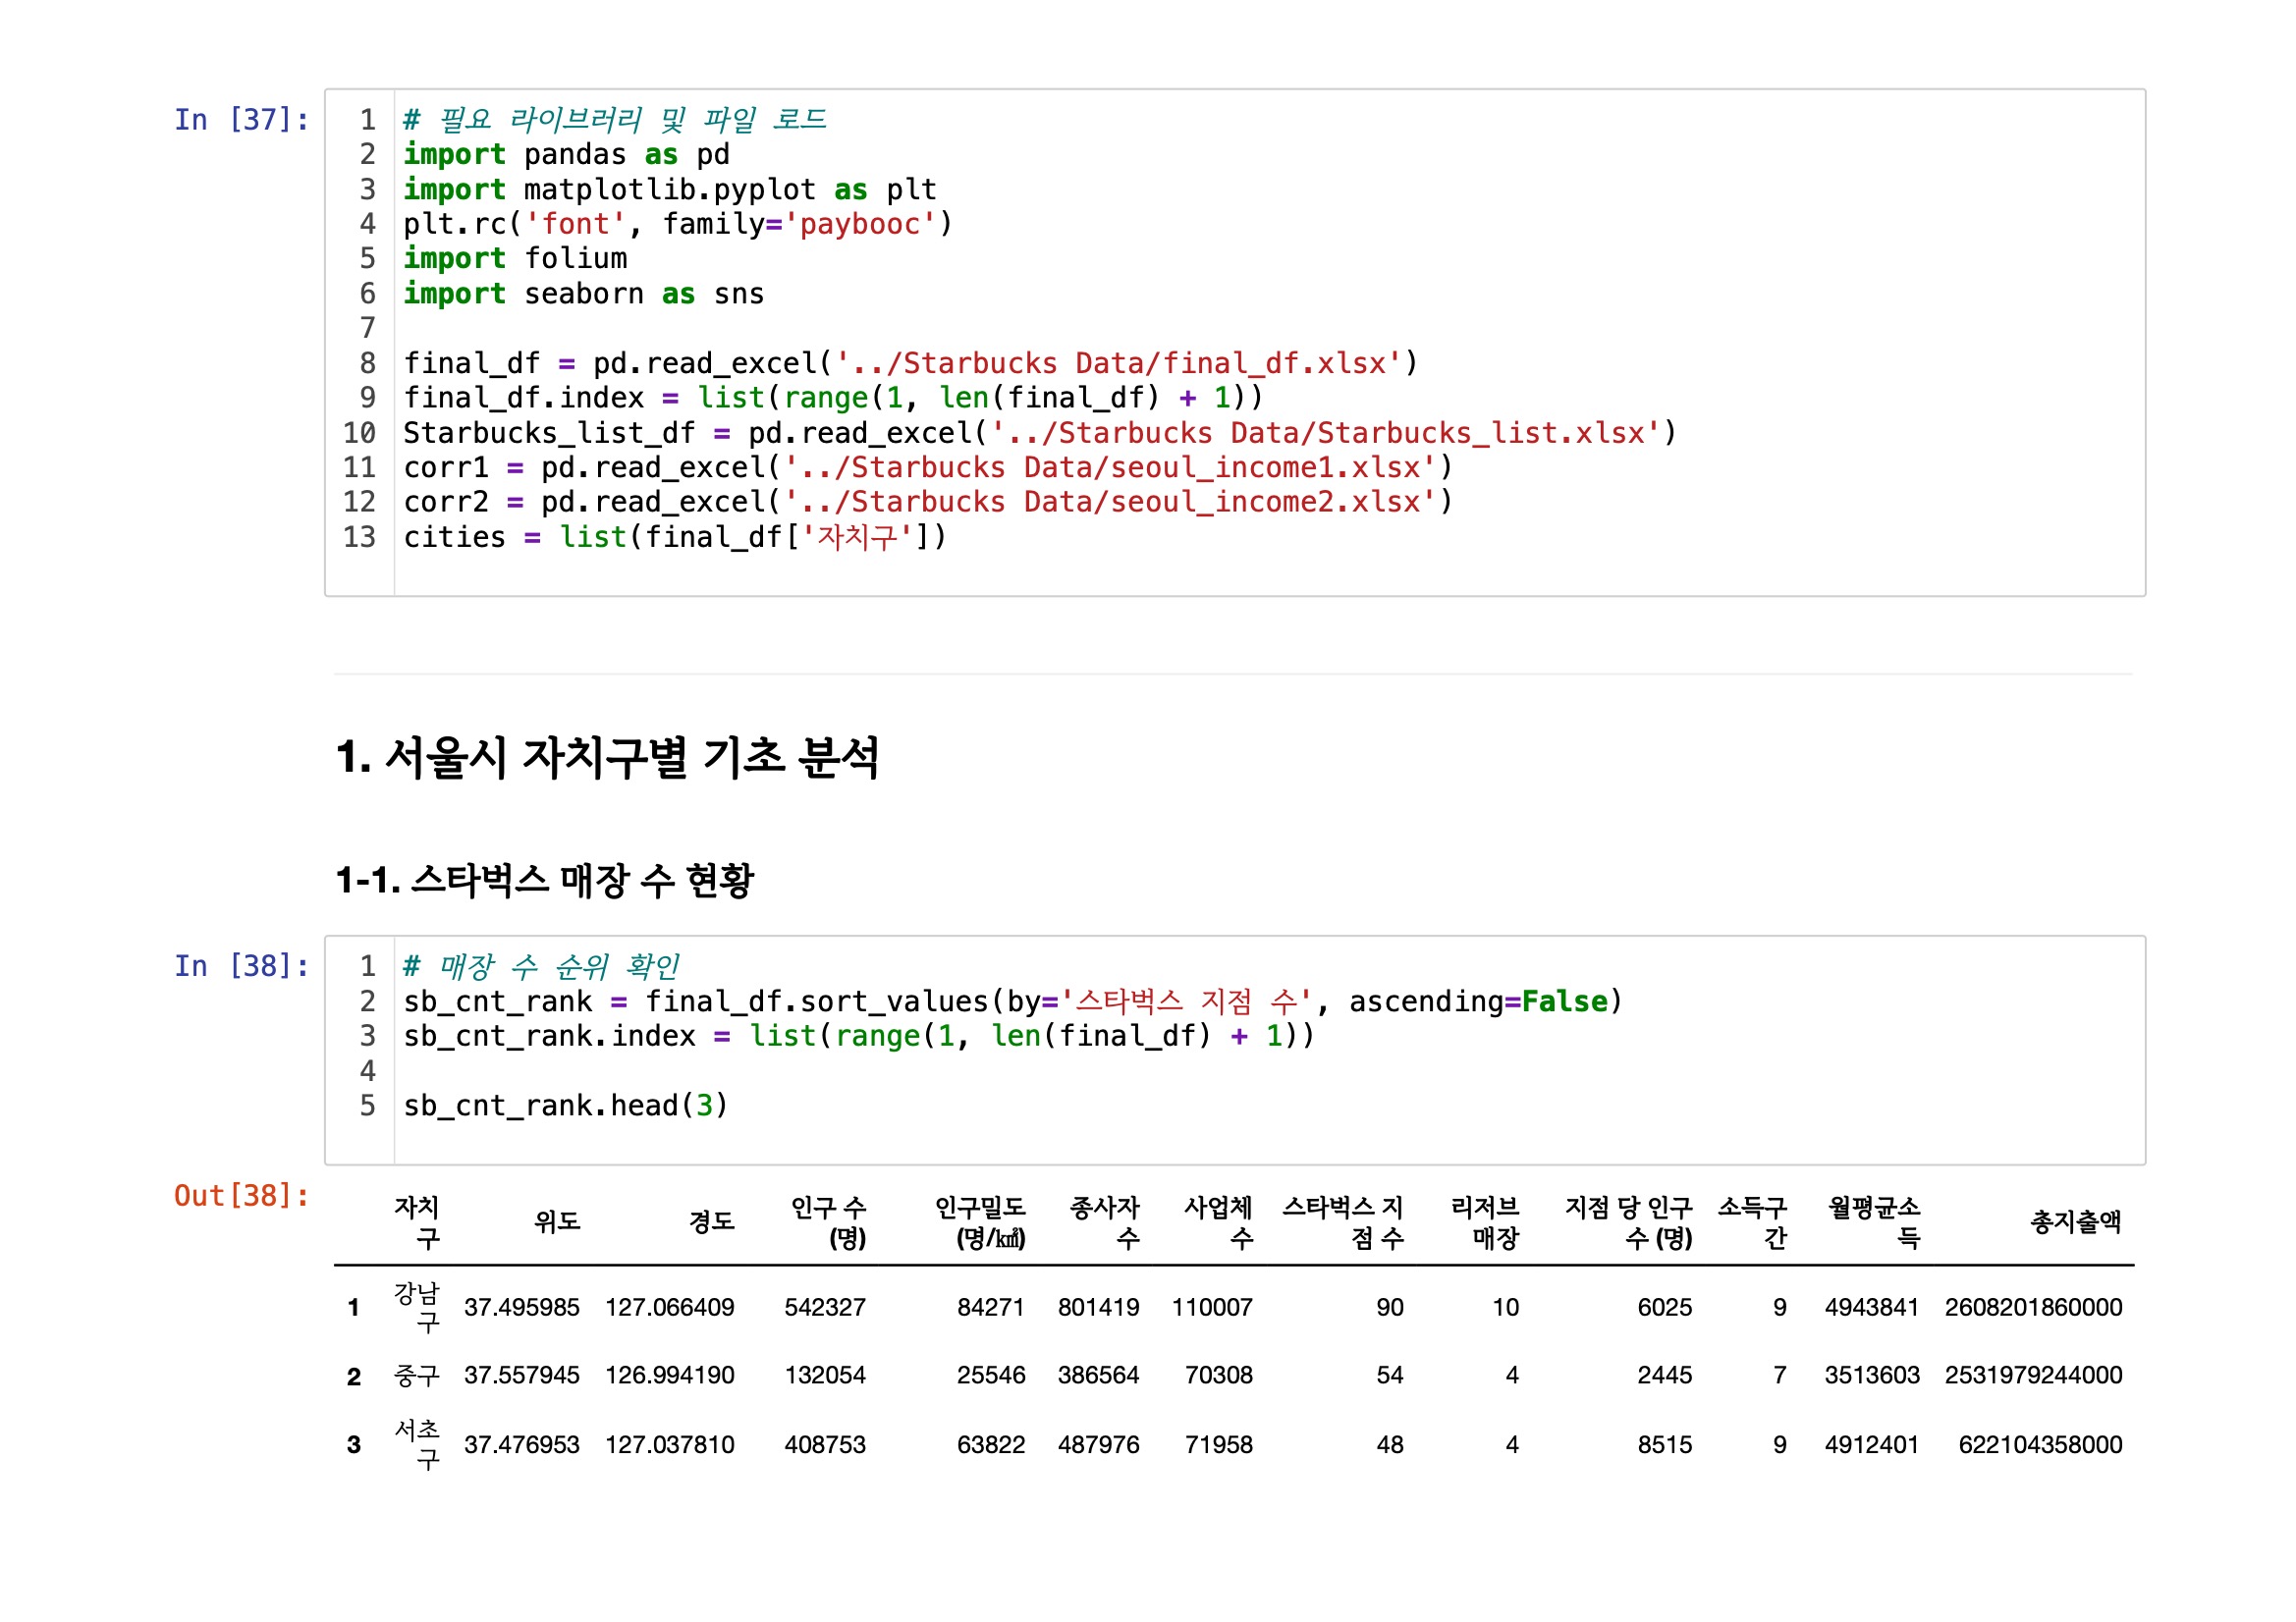 In [37]:
1 # 필요 라이브러리 및 파일 로드
2 import pandas as pd
3 import matplotlib.pyplot as plt
4 plt.rc('font', family='paybooc')
5 import folium
6 import seaborn as sns
7
8 final_df = pd.read_excel('../Starbucks Data/final_df.xlsx')
9 final_df.index = list(range(1, len(final_df) + 1))
10 Starbucks_list_df = pd.read_excel('../Starbucks Data/Starbucks_list.xlsx')
11 corr1 = pd.read_excel('../Starbucks Data/seoul_income1.xlsx')
12 corr2 = pd.read_excel('../Starbucks Data/seoul_income2.xlsx')
13 cities = list(final_df['자치구'])
1. 서울시 자치구별 기초 분석
1-1. 스타벅스 매장 수 현황
In [38]:
1 # 매장 수 순위 확인
2 sb_cnt_rank = final_df.sort_values(by='스타벅스 지점 수', ascending=False)
3 sb_cnt_rank.index = list(range(1, len(final_df) + 1))
4
5 sb_cnt_rank.head(3)
Out[38]:
자치구 위도 경도 인구 수 (명) 인구밀도 (명/㎢) 종사자 수 사업체 수 스타벅스 지점 수 리저브 매장 지점 당 인구 수 (명) 소득구간 월평균소득 총지출액
1 강남구 37.495985 127.066409 542327 84271 801419 110007 90 10 6025 9 4943841 2608201860000
2 중구 37.557945 126.994190 132054 25546 386564 70308 54 4 2445 7 3513603 2531979244000
3 서초구 37.476953 127.037810 408753 63822 487976 71958 48 4 8515 9 4912401 622104358000